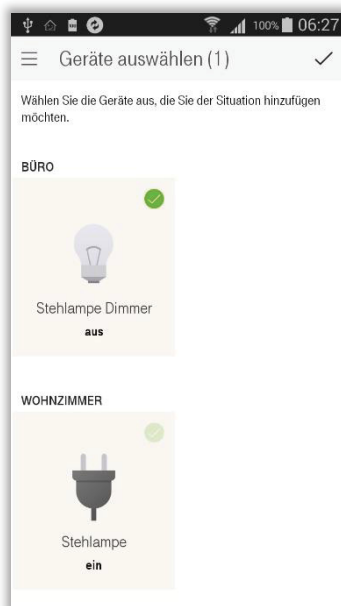 100% 06:27
Geräte auswählen (1)
Wählen Sie die Geräte aus, die Sie der Situation hinzufügen
möchten.
BÜRO
Stehlampe Dimmer
aus
WOHNZIMMER
Stehlampe
ein